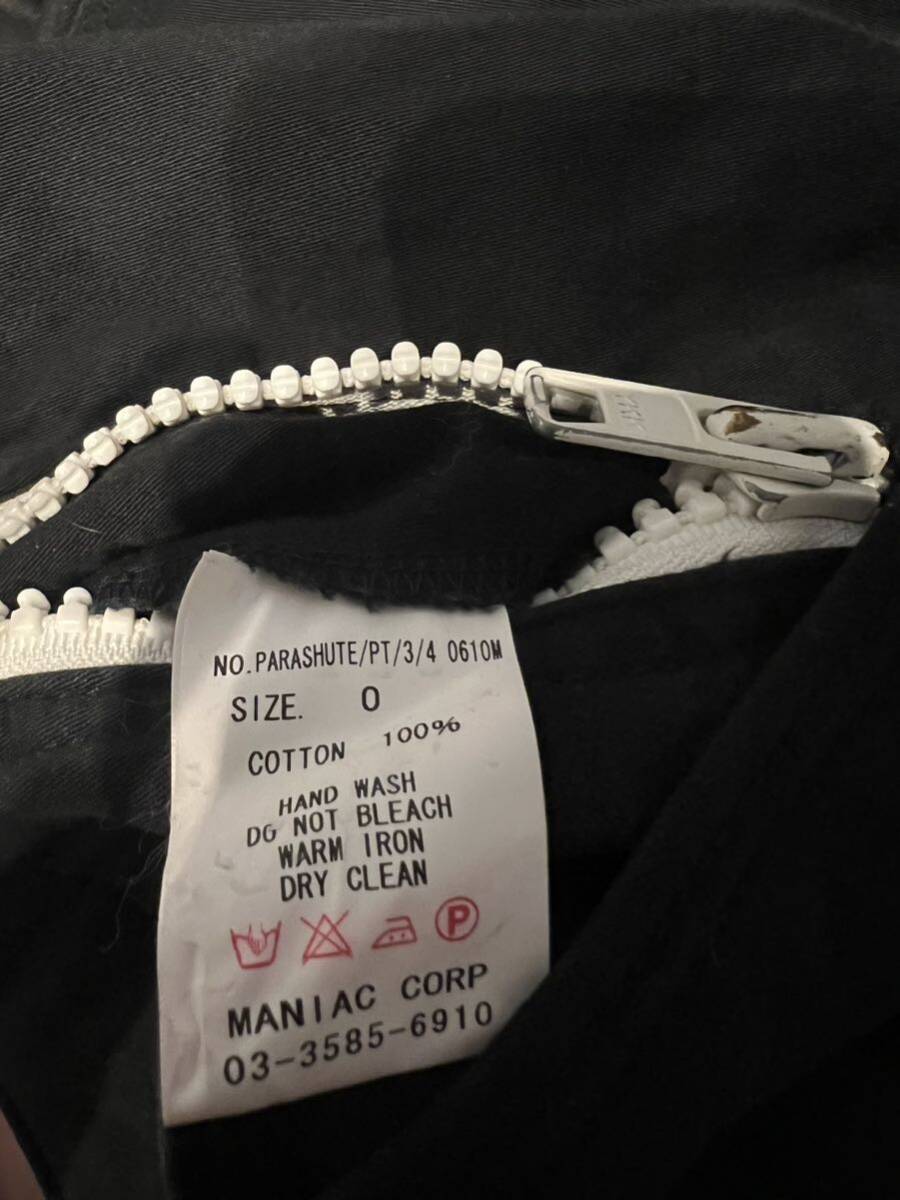 YKK
NO.PARASHUTE/PT/3/4 0610M
SIZE. 0
COTTON 100%
HAND WASH
DO NOT BLEACH
WARM IRON
DRY CLEAN
P
MANIAC CORP
03-3585-6910